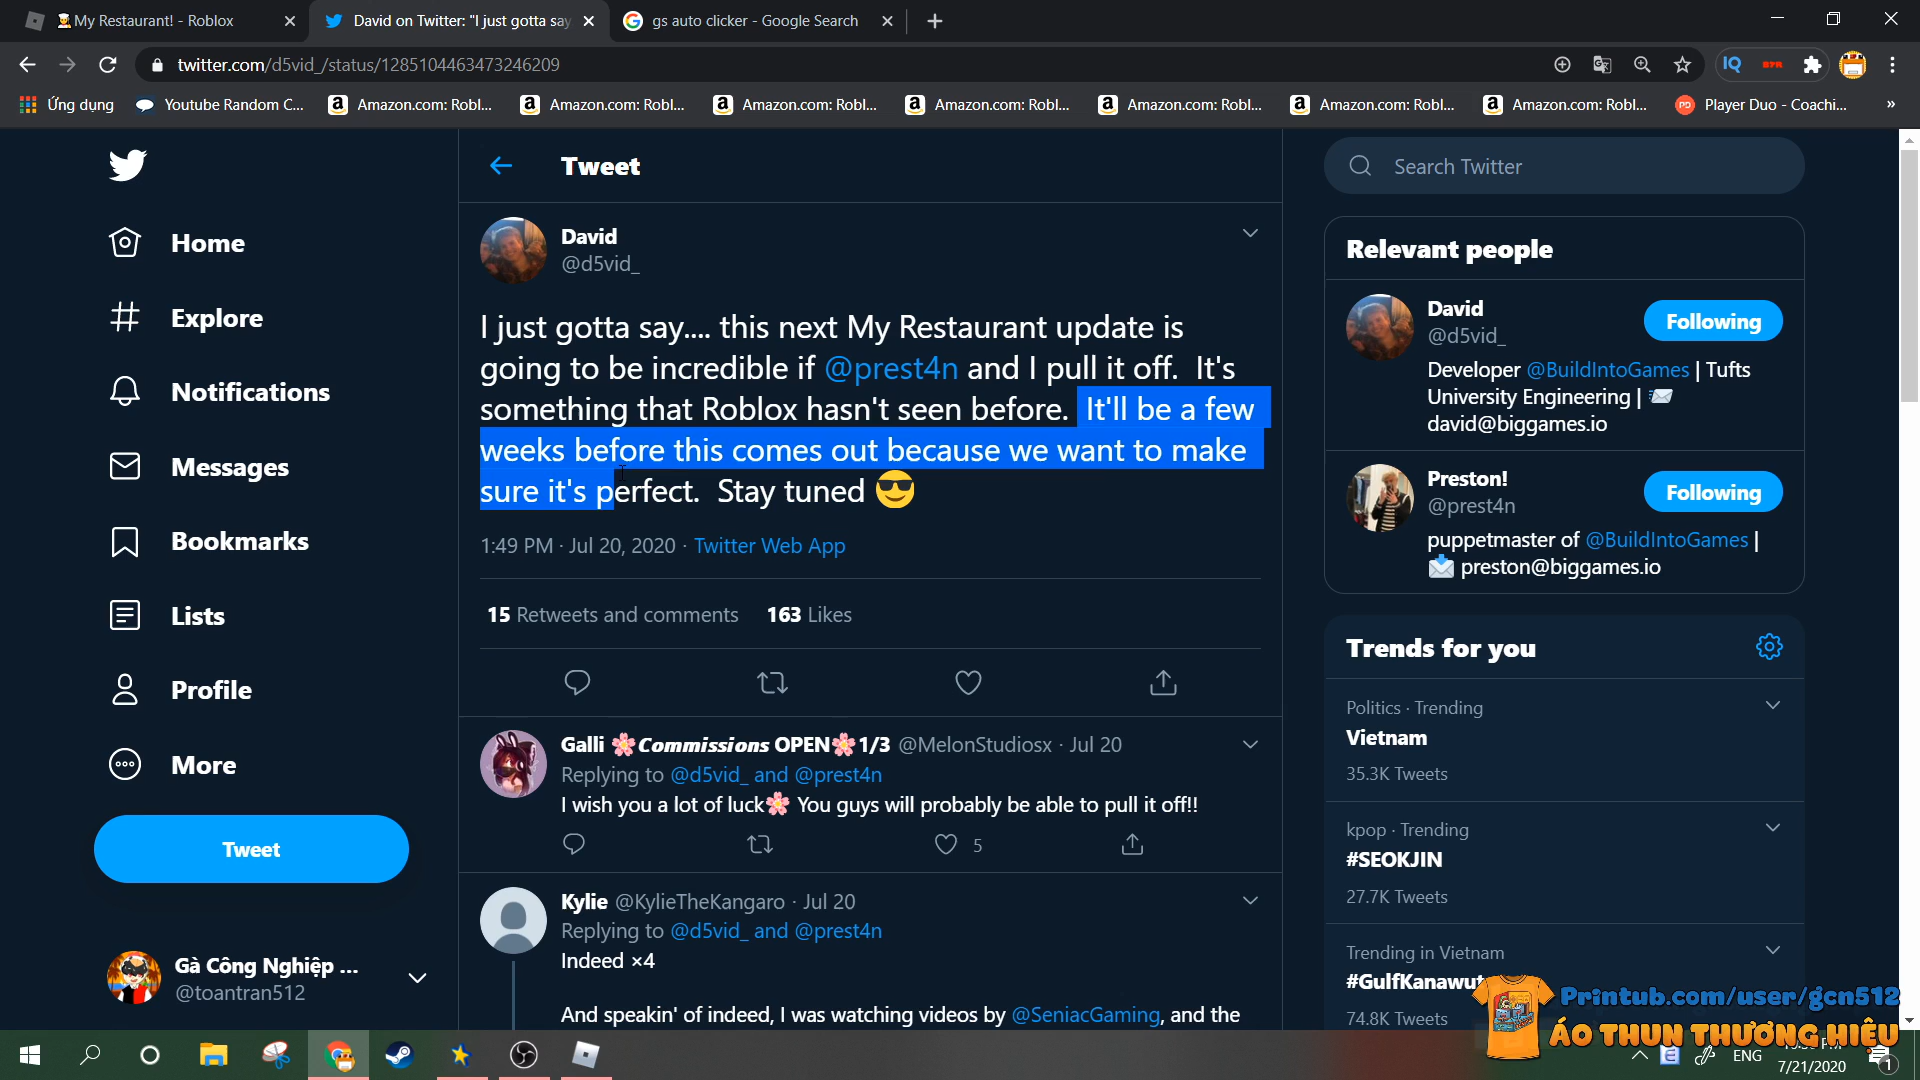 My Restaurant! - Roblox
David on Twitter: "I just gotta say
gs auto clicker - Google Search
twitter.com/d5vid_/status/1285104463473246209
Ứng dụng
Youtube Random C...
Amazon.com: Robl...
Amazon.com: Robl...
Amazon.com: Robl...
Amazon.com: Robl...
Amazon.com: Robl...
Amazon.com: Robl...
Amazon.com: Robl...
Player Duo - Coachi...
Home
Explore
Notifications
Messages
Bookmarks
Lists
Profile
More
Tweet
Gà Công Nghiệp ...
@toantran512
Tweet
David
@d5vid_
I just gotta say.... this next My Restaurant update is
going to be incredible if @prest4n and I pull it off. It's
something that Roblox hasn't seen before. It'll be a few
weeks before this comes out because we want to make
sure it's perfect. Stay tuned 😎
1:49 PM · Jul 20, 2020 · Twitter Web App
15 Retweets and comments 163 Likes
Galli 🌸Commissions OPEN🌸1/3 @MelonStudiosx · Jul 20
Replying to @d5vid_ and @prest4n
I wish you a lot of luck🌸 You guys will probably be able to pull it off!!
5
Kylie @KylieTheKangaro · Jul 20
Replying to @d5vid_ and @prest4n
Indeed ×4
And speakin' of indeed, I was watching videos by @SeniacGaming, and the
Search Twitter
Relevant people
David
@d5vid_
Following
Developer @BuildIntoGames | Tufts
University Engineering | 📨
david@biggames.io
Preston!
@prest4n
Following
puppetmaster of @BuildIntoGames |
📩 preston@biggames.io
Trends for you
Politics · Trending
Vietnam
35.3K Tweets
kpop · Trending
#SEOKJIN
27.7K Tweets
Trending in Vietnam
#GulfKanawut
74.8K Tweets
Printub.com/user/gcn512
ÁO THUN THƯƠNG HIỆU
ENG
7/21/2020
1